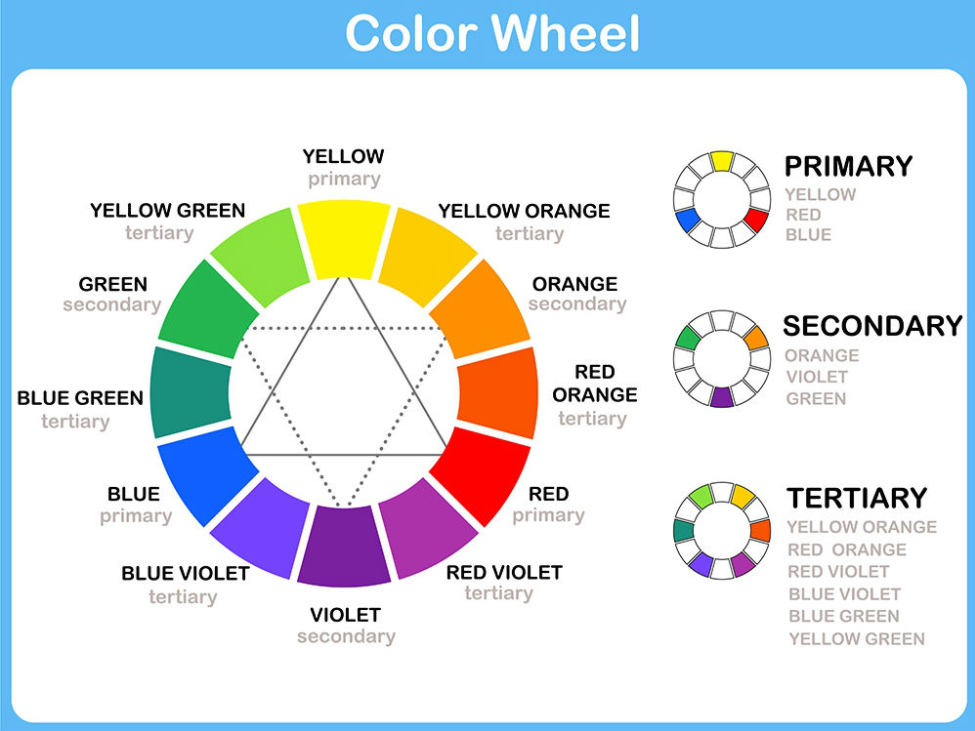 Color Wheel
YELLOW
primary
YELLOW GREEN
tertiary
YELLOW ORANGE
tertiary
GREEN
secondary
ORANGE
secondary
BLUE GREEN
tertiary
RED
ORANGE
tertiary
BLUE
primary
RED
primary
BLUE VIOLET
tertiary
RED VIOLET
tertiary
VIOLET
secondary
PRIMARY
YELLOW
RED
BLUE
SECONDARY
ORANGE
VIOLET
GREEN
TERTIARY
YELLOW ORANGE
RED ORANGE
RED VIOLET
BLUE VIOLET
BLUE GREEN
YELLOW GREEN